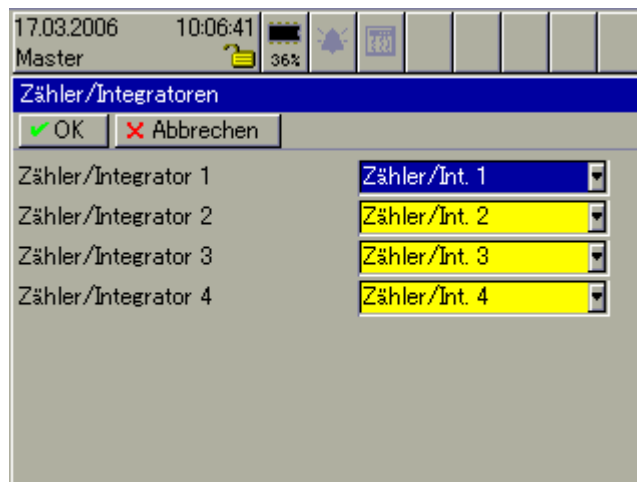 17.03.2006 10:06:41
Master 36%
Zähler/Integratoren
OK Abbrechen
Zähler/Integrator 1 Zähler/Int. 1
Zähler/Integrator 2 Zähler/Int. 2
Zähler/Integrator 3 Zähler/Int. 3
Zähler/Integrator 4 Zähler/Int. 4